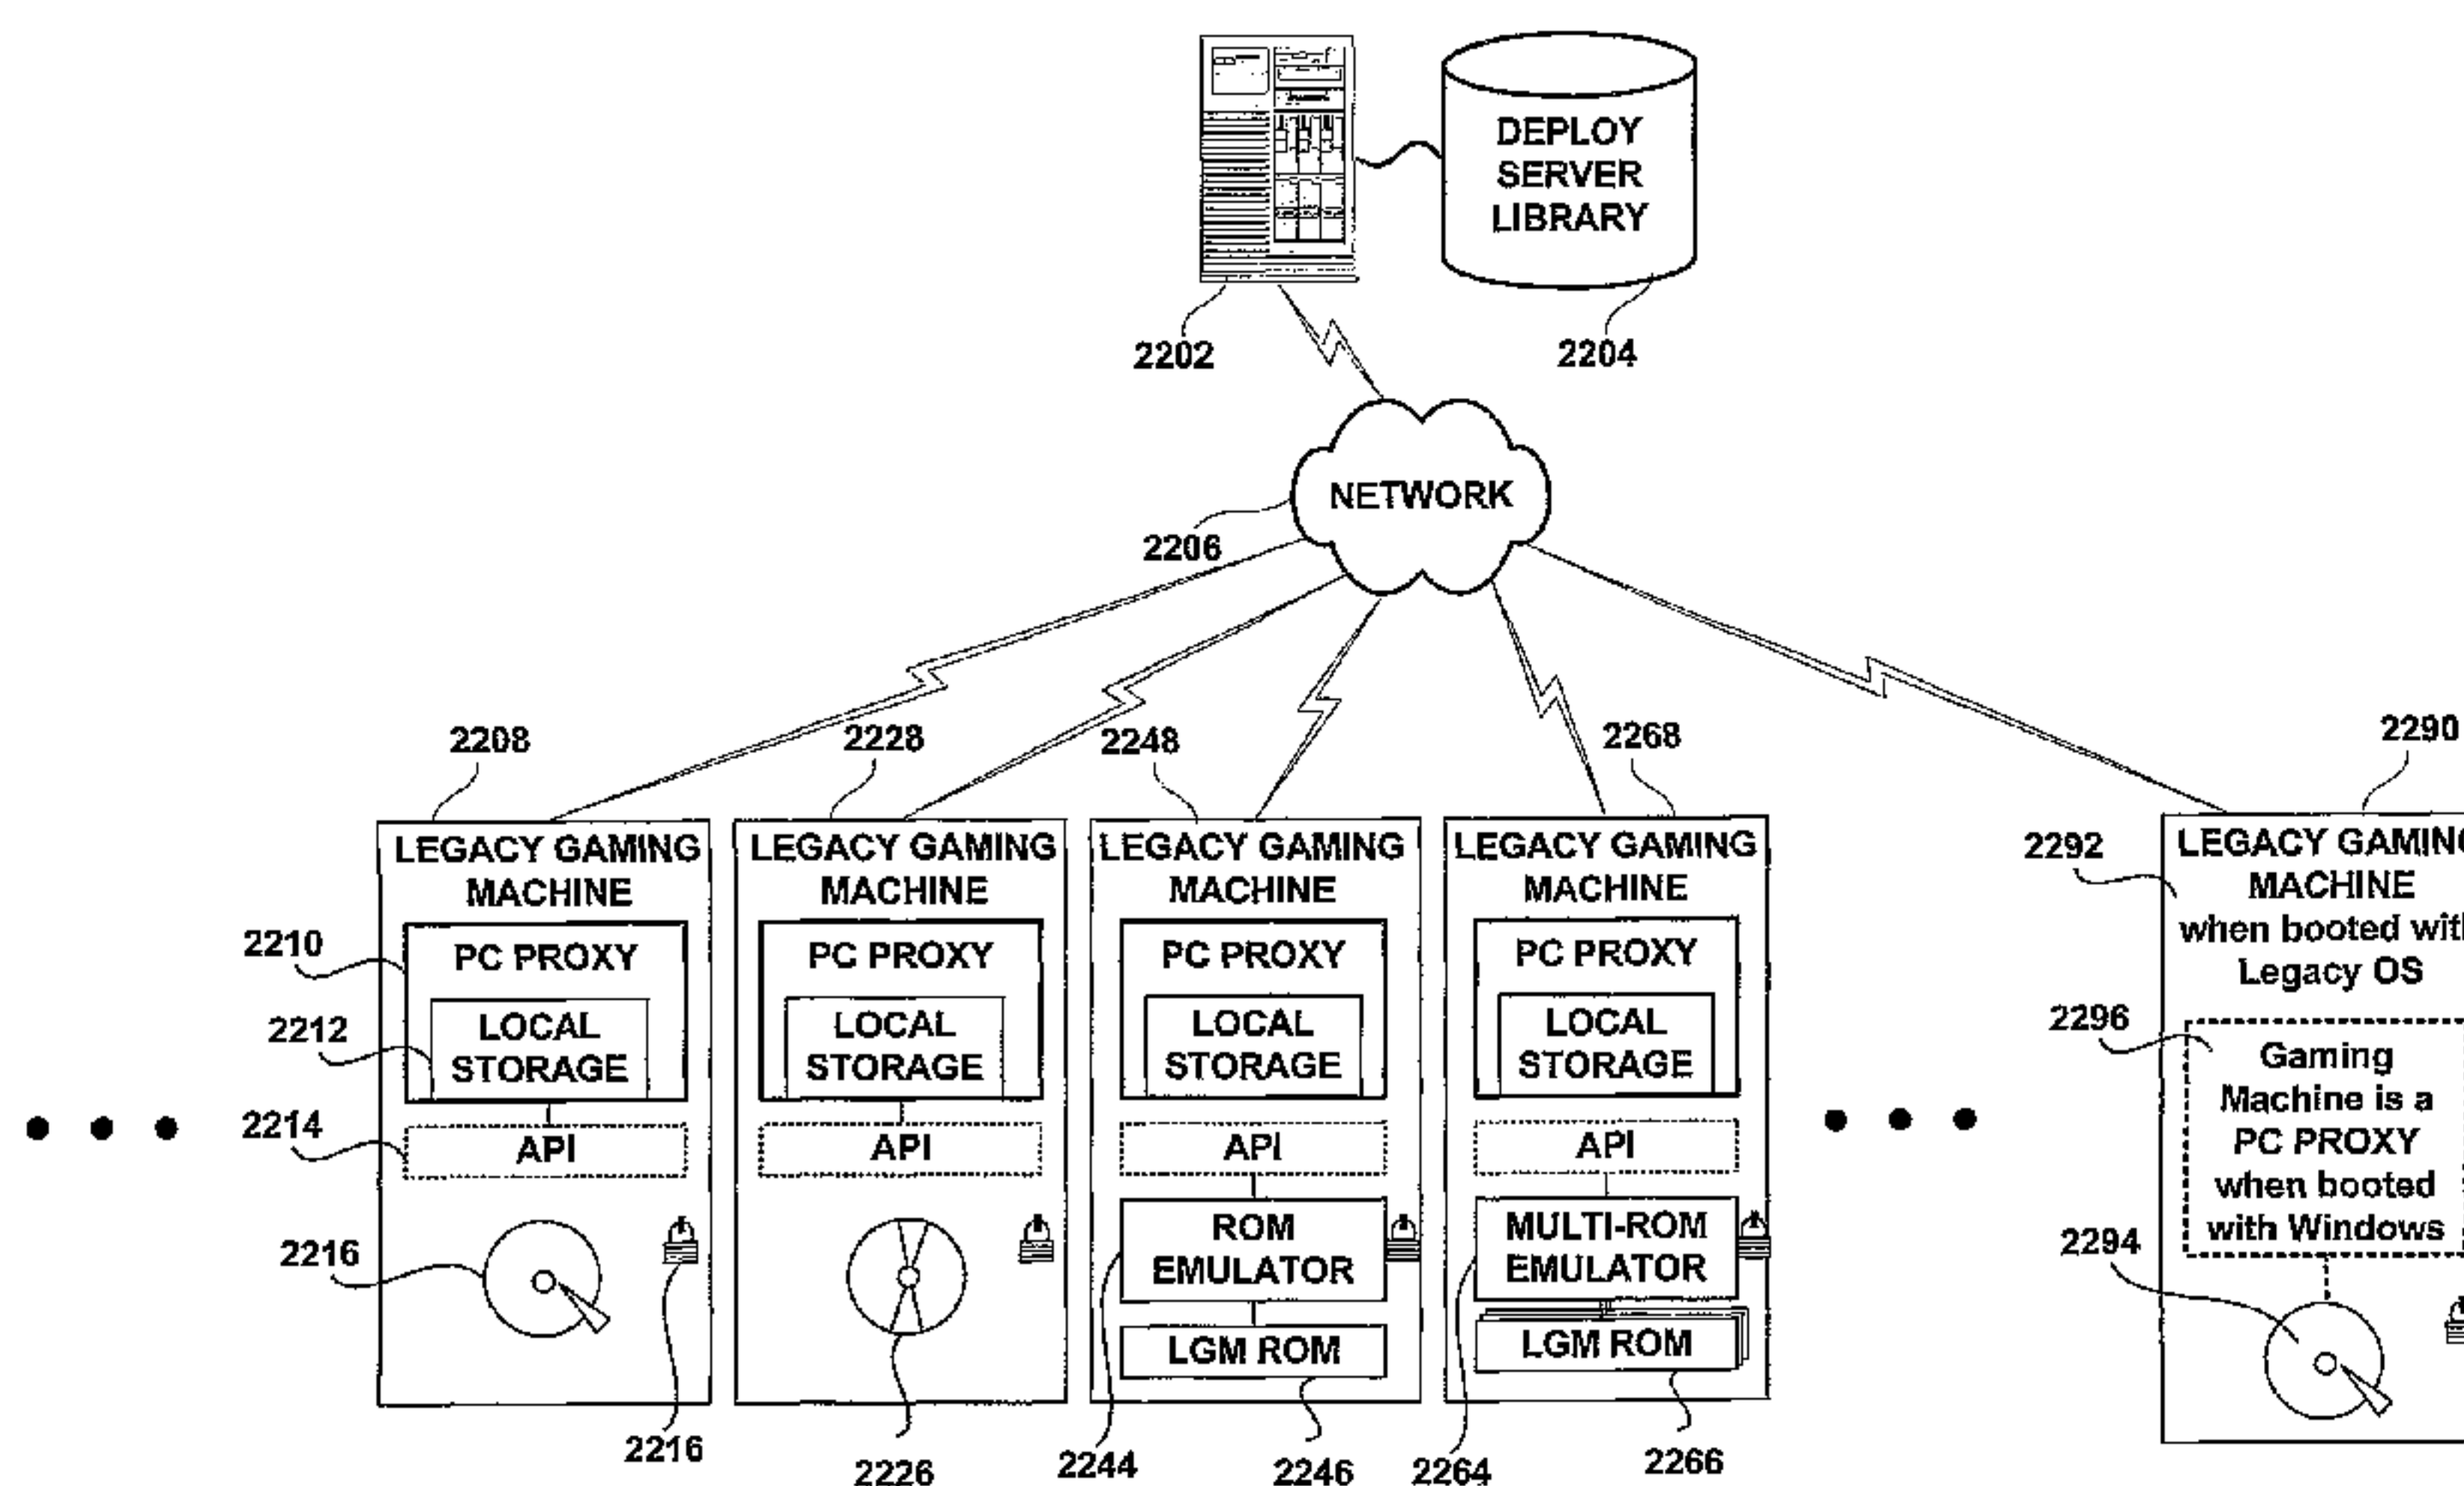 DEPLOY
SERVER
LIBRARY
2202
2204
NETWORK
2206
2208
2228
2248
2268
2290
LEGACY GAMING
MACHINE
2210
PC PROXY
2212
LOCAL
STORAGE
2214
API
2216
2216
LEGACY GAMING
MACHINE
PC PROXY
LOCAL
STORAGE
API
2226
LEGACY GAMING
MACHINE
PC PROXY
LOCAL
STORAGE
API
ROM
EMULATOR
LGM ROM
2244
2246
LEGACY GAMING
MACHINE
PC PROXY
LOCAL
STORAGE
API
MULTI-ROM
EMULATOR
LGM ROM
2264
2266
2292
LEGACY
MACHINE
when booted
Legacy OS
2296
Gaming
Machine is a
PC PROXY
when booted
with Windows
2294